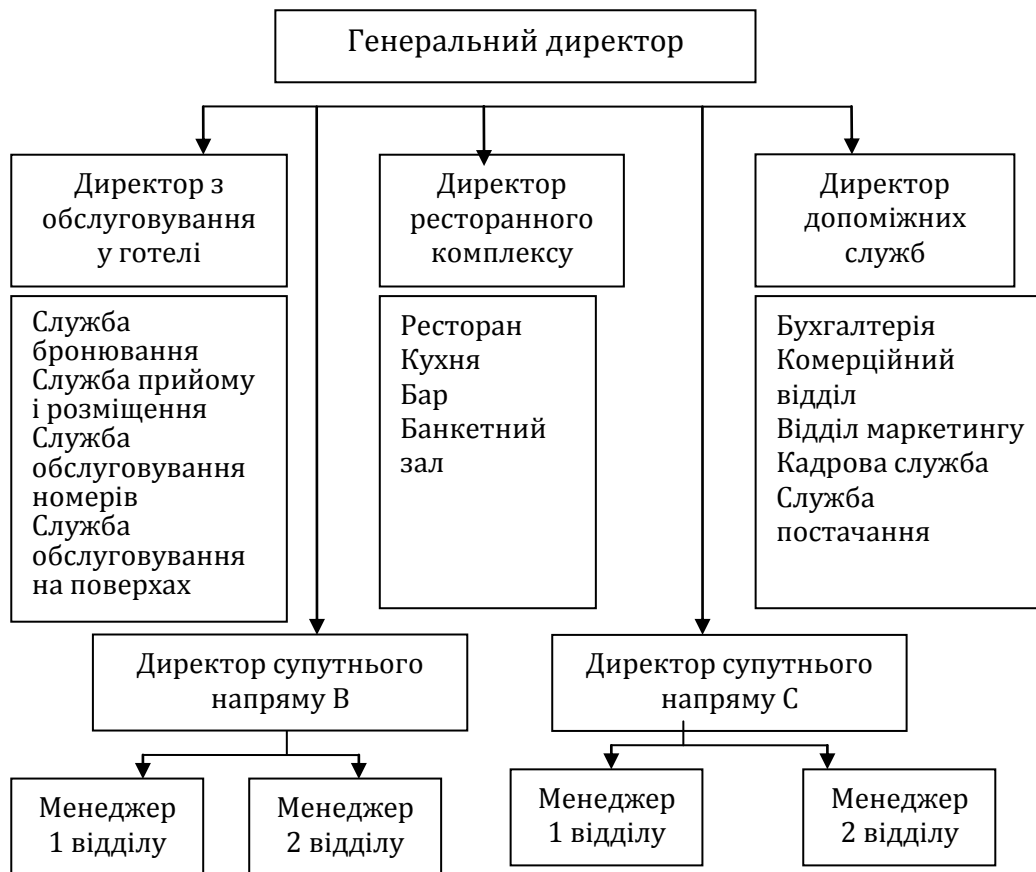 Генеральний директор
Директор з
обслуговування
у готелі
Директор
ресторанного
комплексу
Директор
допоміжних
служб
Служба
бронювання
Служба прийому
і розміщення
Служба
обслуговування
номерів
Служба
обслуговування
на поверхах
Ресторан
Кухня
Бар
Банкетний
зал
Бухгалтерія
Комерційний
відділ
Відділ маркетингу
Кадрова служба
Служба
постачання
Директор супутнього
напряму В
Директор супутнього
напряму С
Менеджер
1 відділу
Менеджер
2 відділу
Менеджер
1 відділу
Менеджер
2 відділу